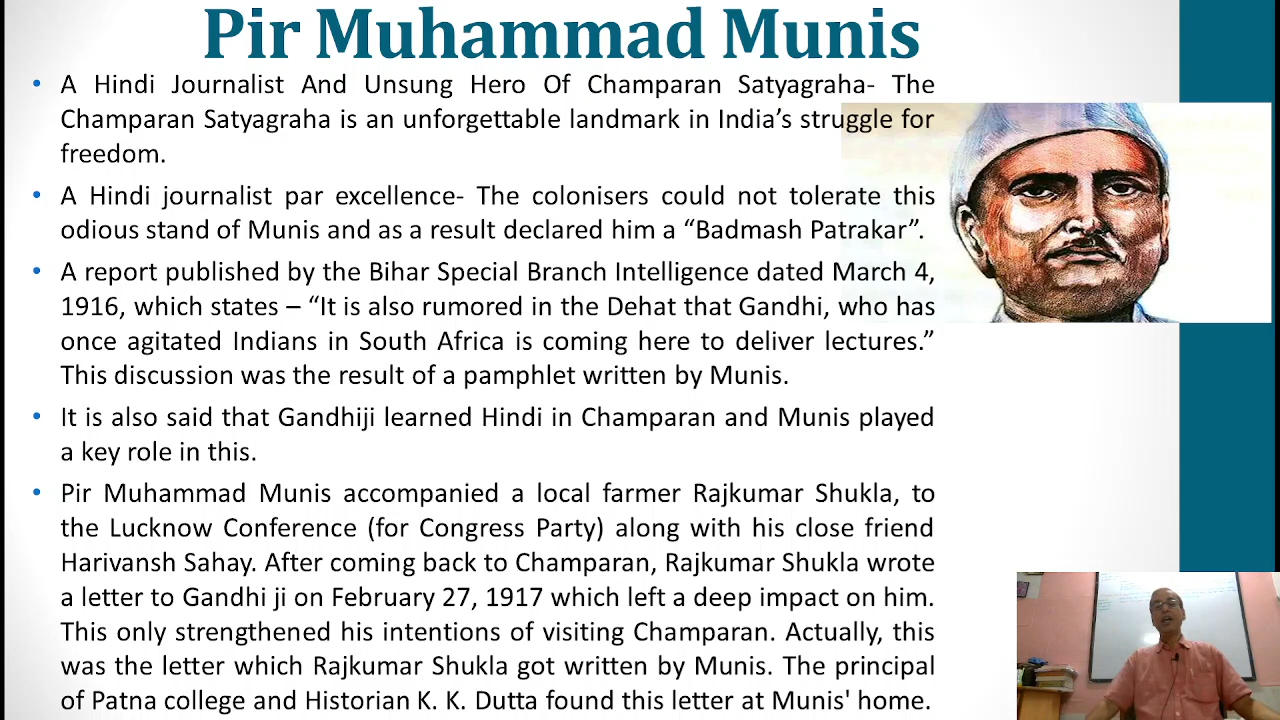 Pir Muhammad Munis
• A Hindi Journalist And Unsung Hero Of Champaran Satyagraha- The
Champaran Satyagraha is an unforgettable landmark in India’s struggle for
freedom.
• A Hindi journalist par excellence- The colonisers could not tolerate this
odious stand of Munis and as a result declared him a “Badmash Patrakar”.
• A report published by the Bihar Special Branch Intelligence dated March 4,
1916, which states – “It is also rumored in the Dehat that Gandhi, who has
once agitated Indians in South Africa is coming here to deliver lectures.”
This discussion was the result of a pamphlet written by Munis.
• It is also said that Gandhiji learned Hindi in Champaran and Munis played
a key role in this.
• Pir Muhammad Munis accompanied a local farmer Rajkumar Shukla, to
the Lucknow Conference (for Congress Party) along with his close friend
Harivansh Sahay. After coming back to Champaran, Rajkumar Shukla wrote
a letter to Gandhi ji on February 27, 1917 which left a deep impact on him.
This only strengthened his intentions of visiting Champaran. Actually, this
was the letter which Rajkumar Shukla got written by Munis. The principal
of Patna college and Historian K. K. Dutta found this letter at Munis' home.